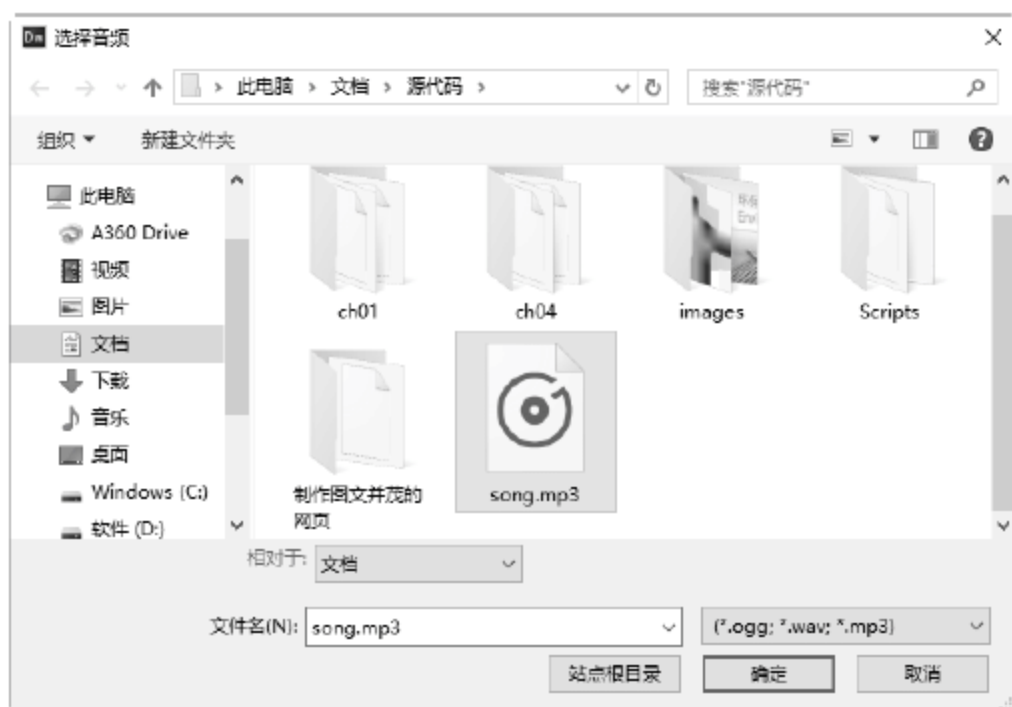 Dw 选择音频
此电脑 › 文档 › 源代码 ›
搜索"源代码"
组织
新建文件夹
此电脑
A360 Drive
视频
图片
文档
下载
音乐
桌面
Windows (C:)
软件 (D:)
ch01
ch04
images
Scripts
制作图文并茂的
网页
song.mp3
相对于:
文档
文件名(N):
song.mp3
(*.ogg; *.wav; *.mp3)
站点根目录
确定
取消